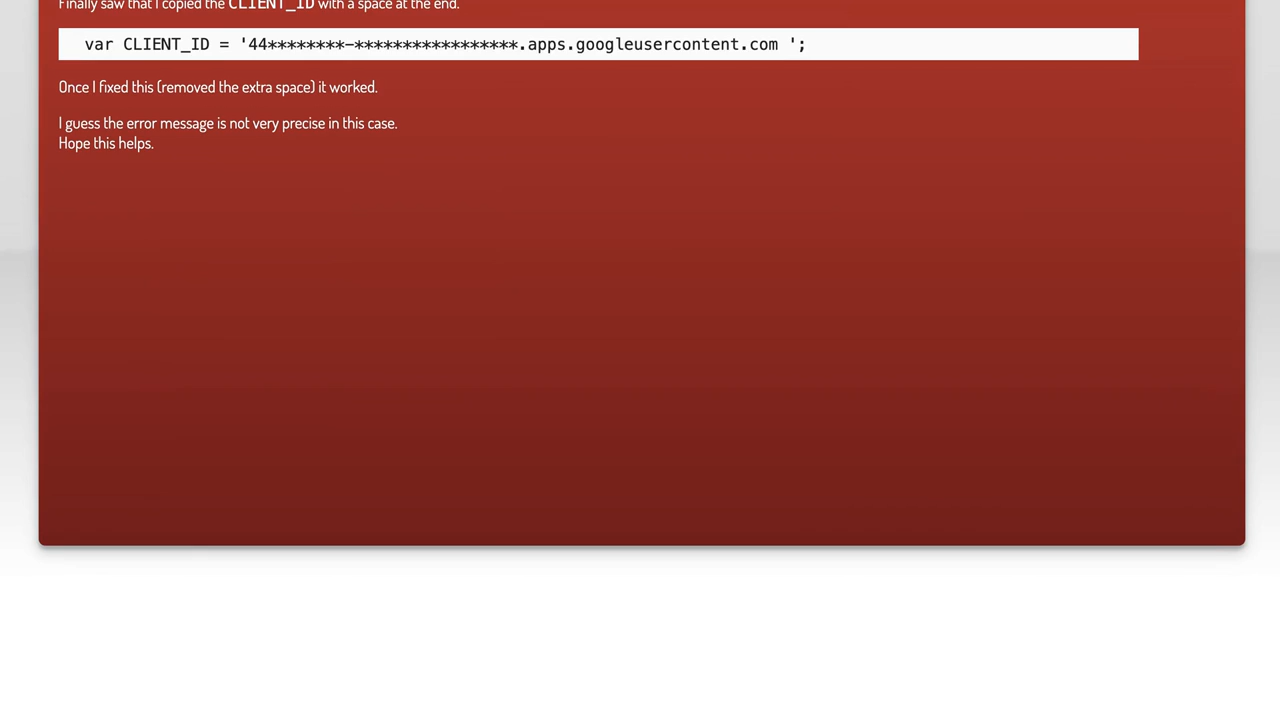 Finally saw that I copied the CLIENT_ID with a space at the end.
var CLIENT_ID = '44********-*****************.apps.googleusercontent.com ';
Once I fixed this (removed the extra space) it worked.
I guess the error message is not very precise in this case.
Hope this helps.